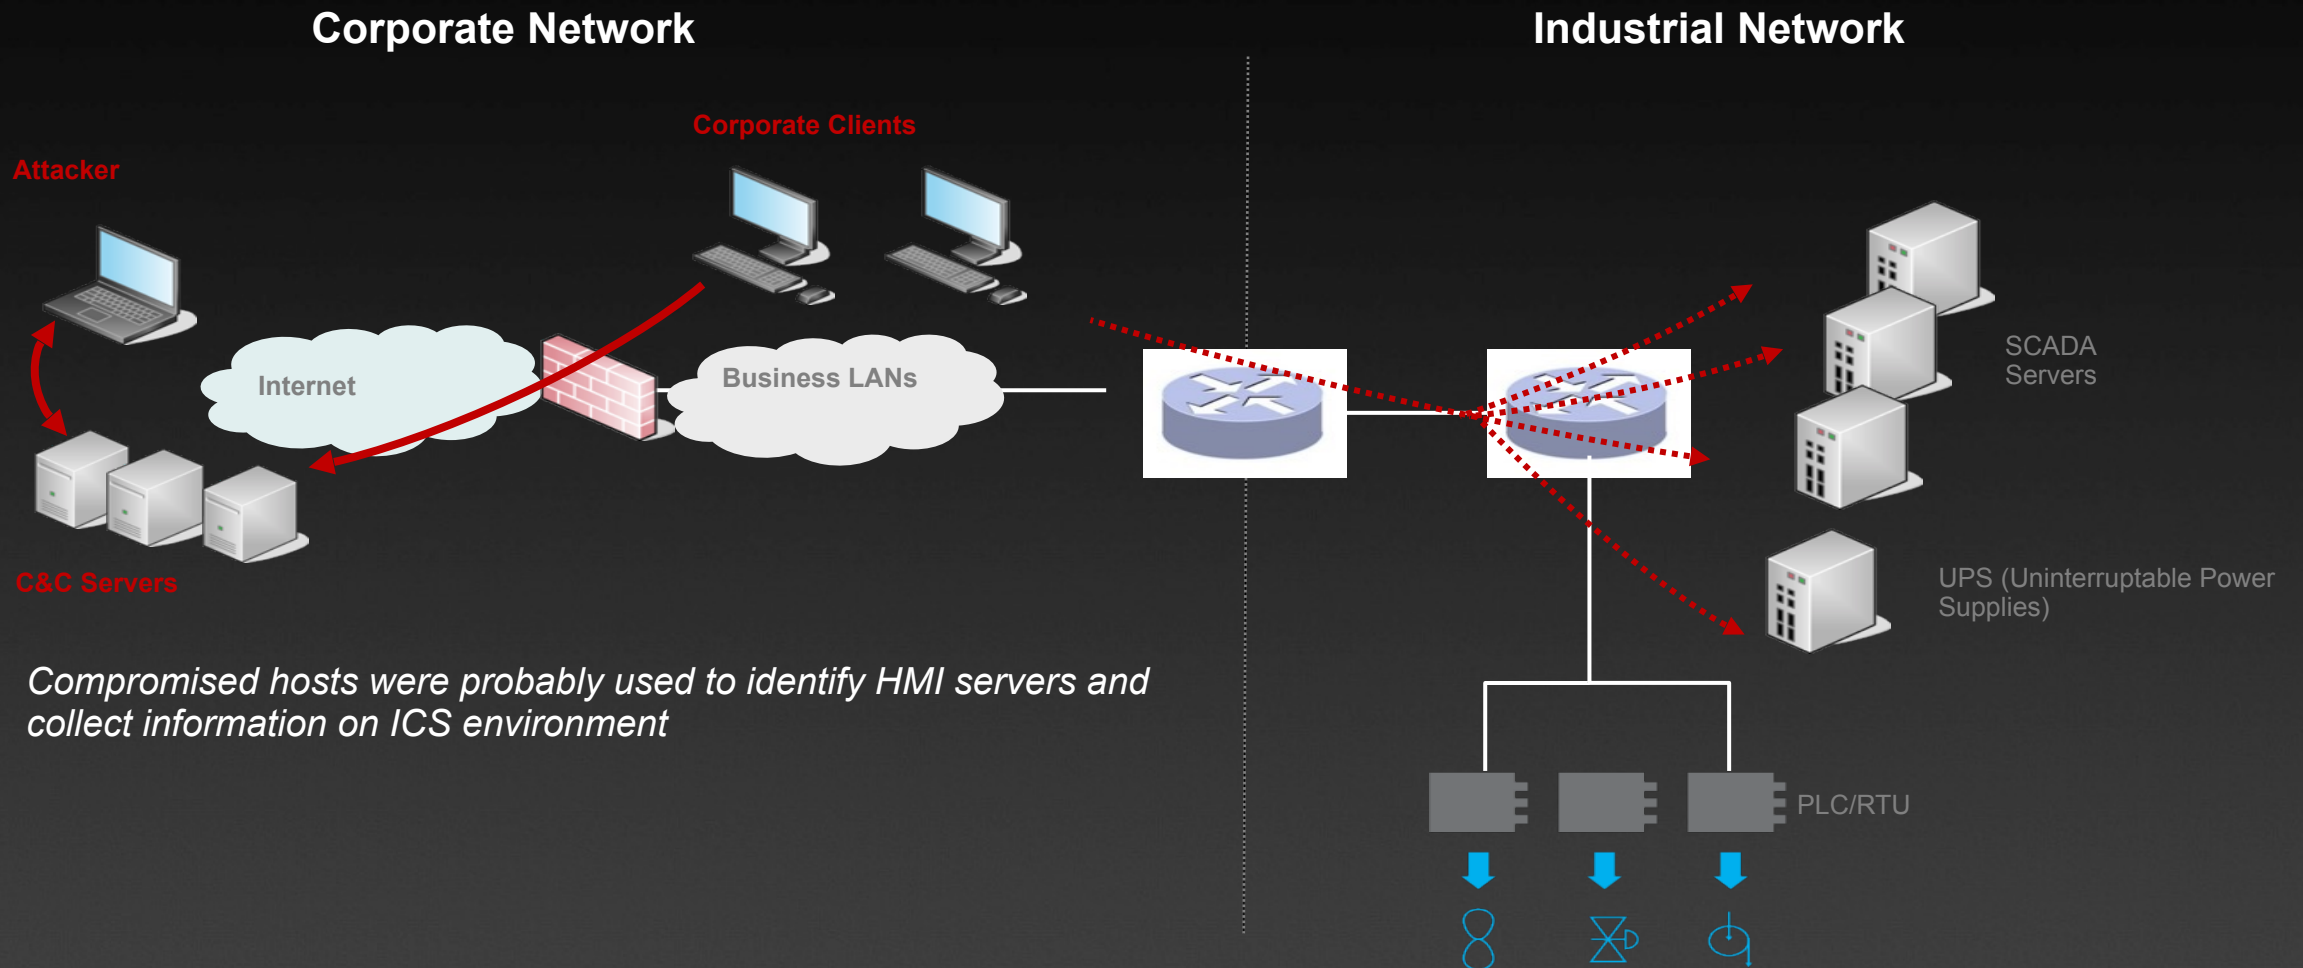 Corporate Network
Industrial Network
Corporate Clients
Attacker
Internet
Business LANs
SCADA
Servers
C&C Servers
UPS (Uninterruptable Power
Supplies)
Compromised hosts were probably used to identify HMI servers and
collect information on ICS environment
PLC/RTU